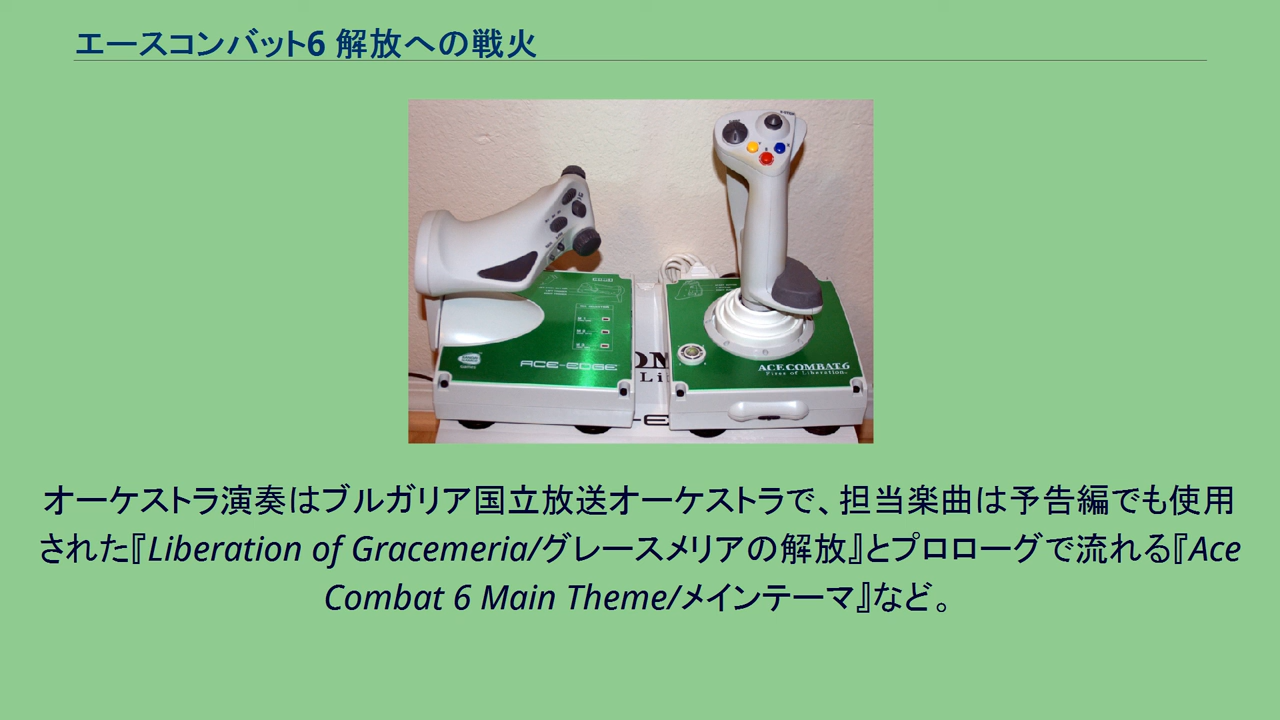 エースコンバット6 解放への戦火
ACE-EDGE
ACE COMBAT 6
Fires of Liberation
オーケストラ演奏はブルガリア国立放送オーケストラで、担当楽曲は予告編でも使用
された『Liberation of Gracemeria/グレースメリアの解放』とプロローグで流れる『Ace
Combat 6 Main Theme/メインテーマ』など。